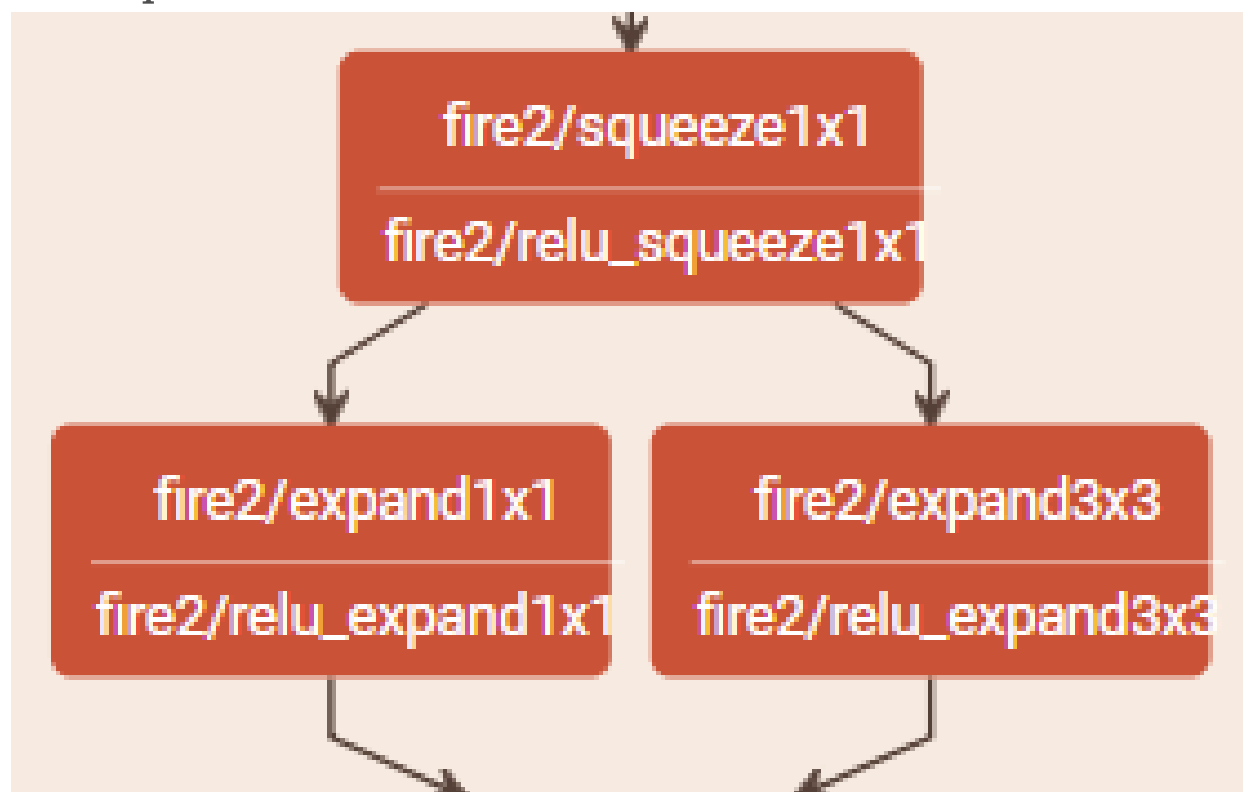 fire2/squeeze1x1
fire2/relu_squeeze1x1
fire2/expand1x1
fire2/relu_expand1x1
fire2/expand3x3
fire2/relu_expand3x3